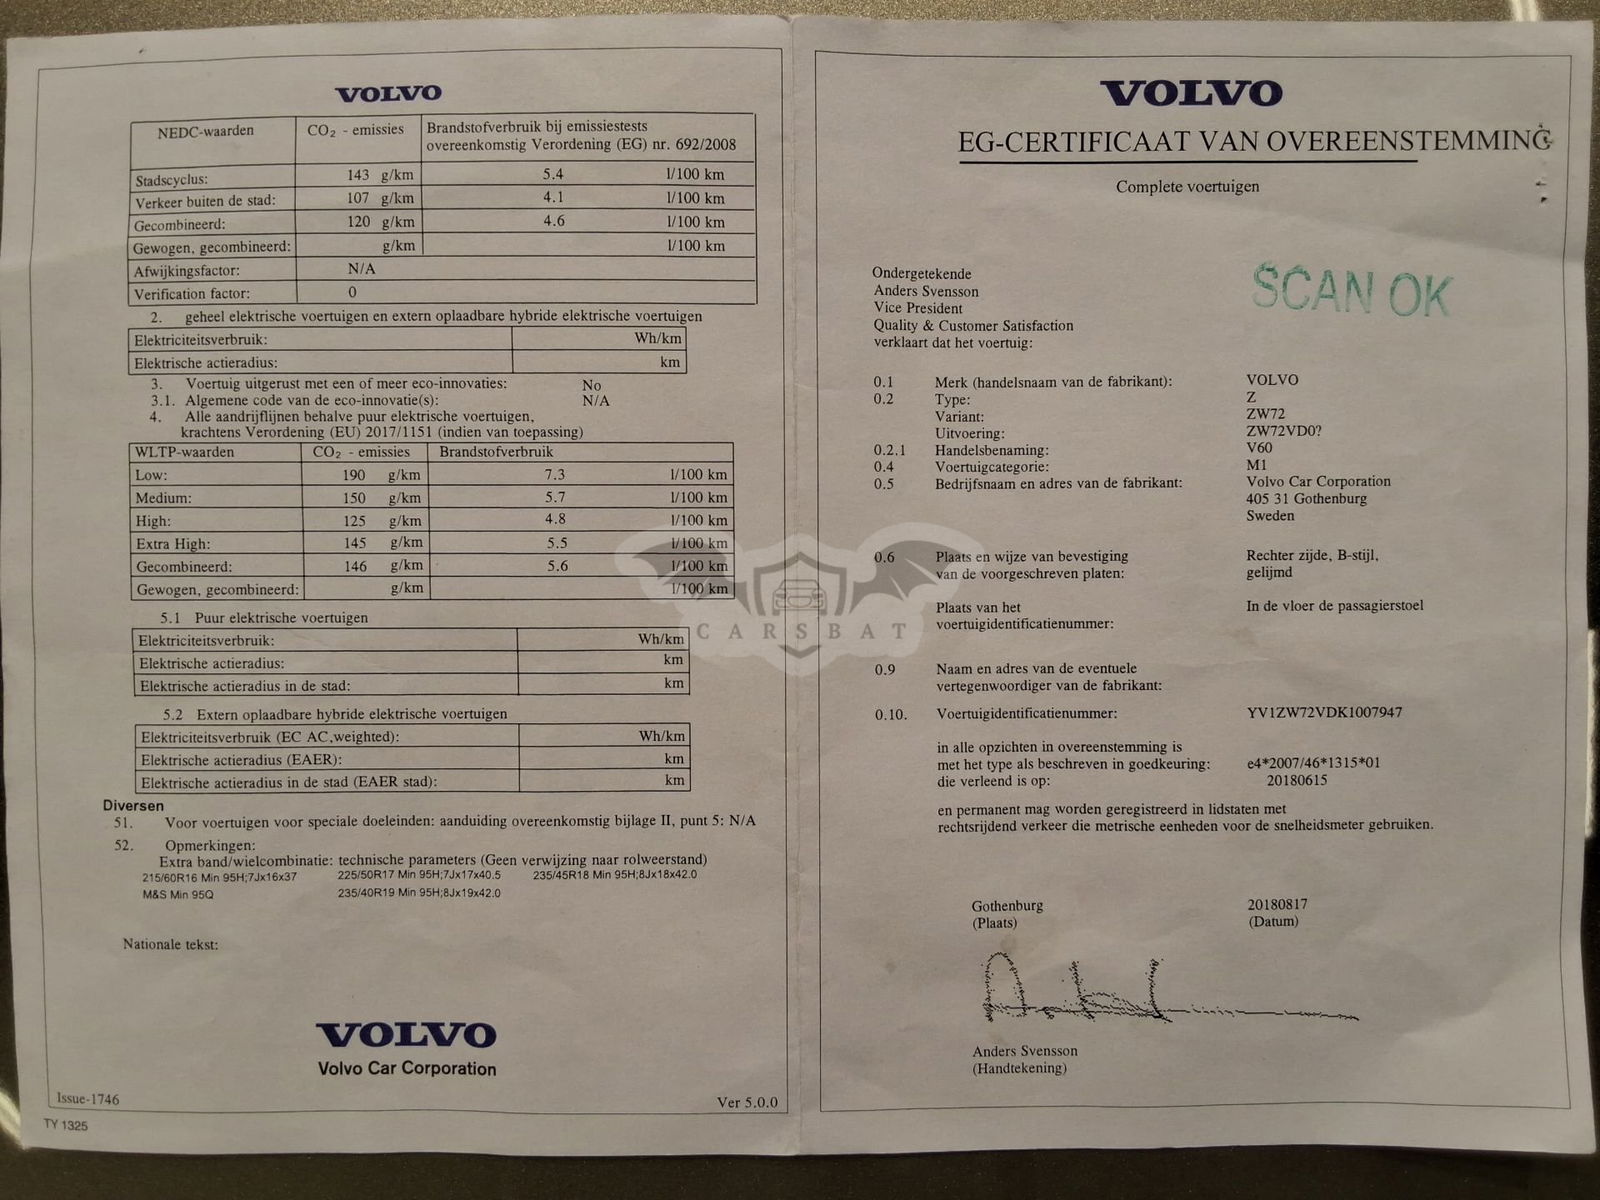 VOLVO
NEDC-waarden CO₂ - emissies Brandstofverbruik bij emissiestests
overeenkomstig Verordening (EG) nr. 692/2008
Stadscyclus: 143 g/km 5.4 l/100 km
Verkeer buiten de stad: 107 g/km 4.1 l/100 km
Gecombineerd: 120 g/km 4.6 l/100 km
Gewogen, gecombineerd: g/km l/100 km
Afwijkingsfactor: N/A
Verification factor: 0
2. geheel elektrische voertuigen en extern oplaadbare hybride elektrische voertuigen
Elektriciteitsverbruik: Wh/km
Elektrische actieradius: km
3. Voertuig uitgerust met een of meer eco-innovaties: No
3.1. Algemene code van de eco-innovatie(s): N/A
4. Alle aandrijflijnen behalve puur elektrische voertuigen,
krachtens Verordening (EU) 2017/1151 (indien van toepassing)
WLTP-waarden CO₂ - emissies Brandstofverbruik
Low: 190 g/km 7.3 l/100 km
Medium: 150 g/km 5.7 l/100 km
High: 125 g/km 4.8 l/100 km
Extra High: 145 g/km 5.5 l/100 km
Gecombineerd: 146 g/km 5.6 l/100 km
Gewogen, gecombineerd: g/km l/100 km
5.1 Puur elektrische voertuigen
Elektriciteitsverbruik: Wh/km
Elektrische actieradius: km
Elektrische actieradius in de stad: km
5.2 Extern oplaadbare hybride elektrische voertuigen
Elektriciteitsverbruik (EC AC,weighted): Wh/km
Elektrische actieradius (EAER): km
Elektrische actieradius in de stad (EAER stad): km
Diversen
51. Voor voertuigen voor speciale doeleinden: aanduiding overeenkomstig bijlage II, punt 5: N/A
52. Opmerkingen:
Extra band/wielcombinatie: technische parameters (Geen verwijzing naar rolweerstand)
215/60R16 Min 95H;7Jx16x37 225/50R17 Min 95H;7Jx17x40.5 235/45R18 Min 95H;8Jx18x42.0
M&S Min 95Q 235/40R19 Min 95H;8Jx19x42.0
Nationale tekst:
VOLVO
Volvo Car Corporation
Issue-1746 Ver 5.0.0
TY 1325
VOLVO
EG-CERTIFICAAT VAN OVEREENSTEMMING
Complete voertuigen
SCAN OK
Ondergetekende
Anders Svensson
Vice President
Quality & Customer Satisfaction
verklaart dat het voertuig:
0.1 Merk (handelsnaam van de fabrikant): VOLVO
0.2 Type: Z
Variant: ZW72
Uitvoering: ZW72VD0?
0.2.1 Handelsbenaming: V60
0.4 Voertuigcategorie: M1
0.5 Bedrijfsnaam en adres van de fabrikant: Volvo Car Corporation
405 31 Gothenburg
Sweden
0.6 Plaats en wijze van bevestiging Rechter zijde, B-stijl,
van de voorgeschreven platen: gelijmd
Plaats van het In de vloer de passagierstoel
voertuigidentificatienummer:
0.9 Naam en adres van de eventuele
vertegenwoordiger van de fabrikant:
0.10. Voertuigidentificatienummer: YV1ZW72VDK1007947
in alle opzichten in overeenstemming is
met het type als beschreven in goedkeuring: e4*2007/46*1315*01
die verleend is op: 20180615
en permanent mag worden geregistreerd in lidstaten met
rechtsrijdend verkeer die metrische eenheden voor de snelheidsmeter gebruiken.
Gothenburg 20180817
(Plaats) (Datum)
Anders Svensson
(Handtekening)
CARSBAT